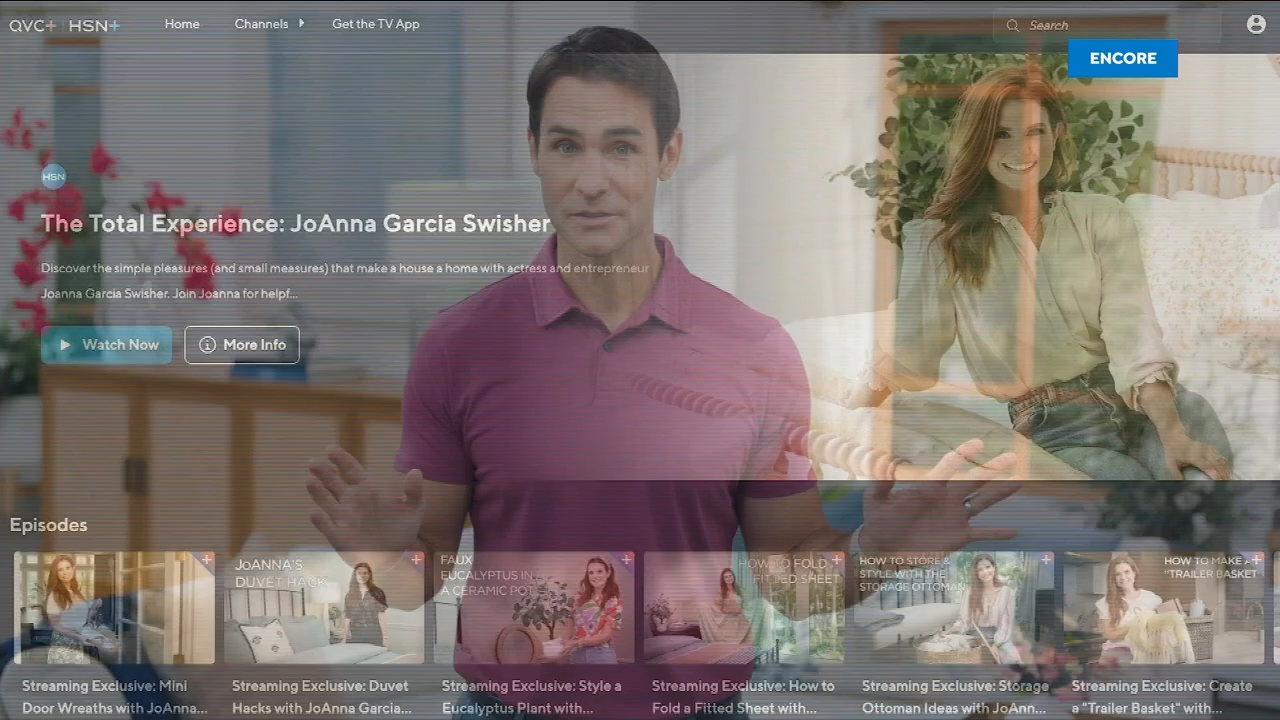 QVC+ HSN+
Home
Channels
Get the TV App
Search
ENCORE
HSN
The Total Experience: JoAnna Garcia Swisher
Discover the simple pleasures (and small measures) that make a house a home with actress and entrepreneur
Joanna Garcia Swisher. Join Joanna for helpf...
Watch Now
More Info
Episodes
JoANNA'S
DUVET HACK
FAUX
EUCALYPTUS IN
A CERAMIC POT
HOW TO FOLD A
FITTED SHEET
HOW TO STORE &
STYLE WITH THE
STORAGE OTTOMAN
HOW TO MAKE A
"TRAILER BASKET"
Streaming Exclusive: Mini
Door Wreaths with JoAnna...
Streaming Exclusive: Duvet
Hacks with JoAnna Garcia...
Streaming Exclusive: Style a
Eucalyptus Plant with...
Streaming Exclusive: How to
Fold a Fitted Sheet with...
Streaming Exclusive: Storage
Ottoman Ideas with JoAnn...
Streaming Exclusive: Create
a "Trailer Basket" with...